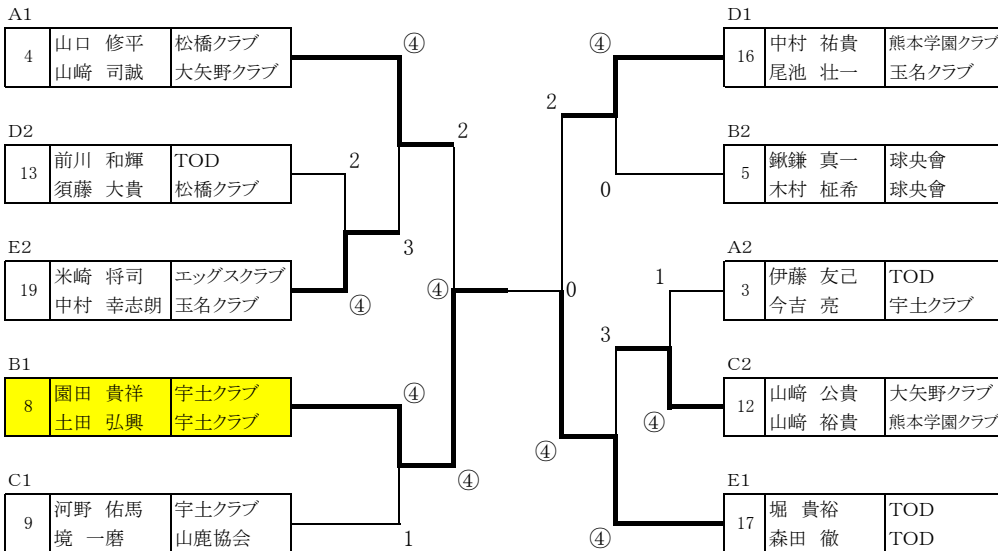 A1
4 山口 修平 松橋クラブ
山﨑 司誠 大矢野クラブ
④
D2
13 前川 和輝 TOD
須藤 大貴 松橋クラブ
2
2
3
E2
19 米崎 将司 エッグスクラブ
中村 幸志朗 玉名クラブ
④
④
B1
8 園田 貴祥 宇土クラブ
土田 弘興 宇土クラブ
④
④
C1
9 河野 佑馬 宇土クラブ
境 一磨 山鹿協会
1
D1
④
16 中村 祐貴 熊本学園クラブ
尾池 壮一 玉名クラブ
2
B2
5 鍬鎌 真一 球央會
木村 柾希 球央會
0
A2
0
1
3 伊藤 友己 TOD
今吉 亮 宇土クラブ
3
C2
12 山﨑 公貴 大矢野クラブ
山﨑 裕貴 熊本学園クラブ
④
④
E1
17 堀 貴裕 TOD
森田 徹 TOD
④